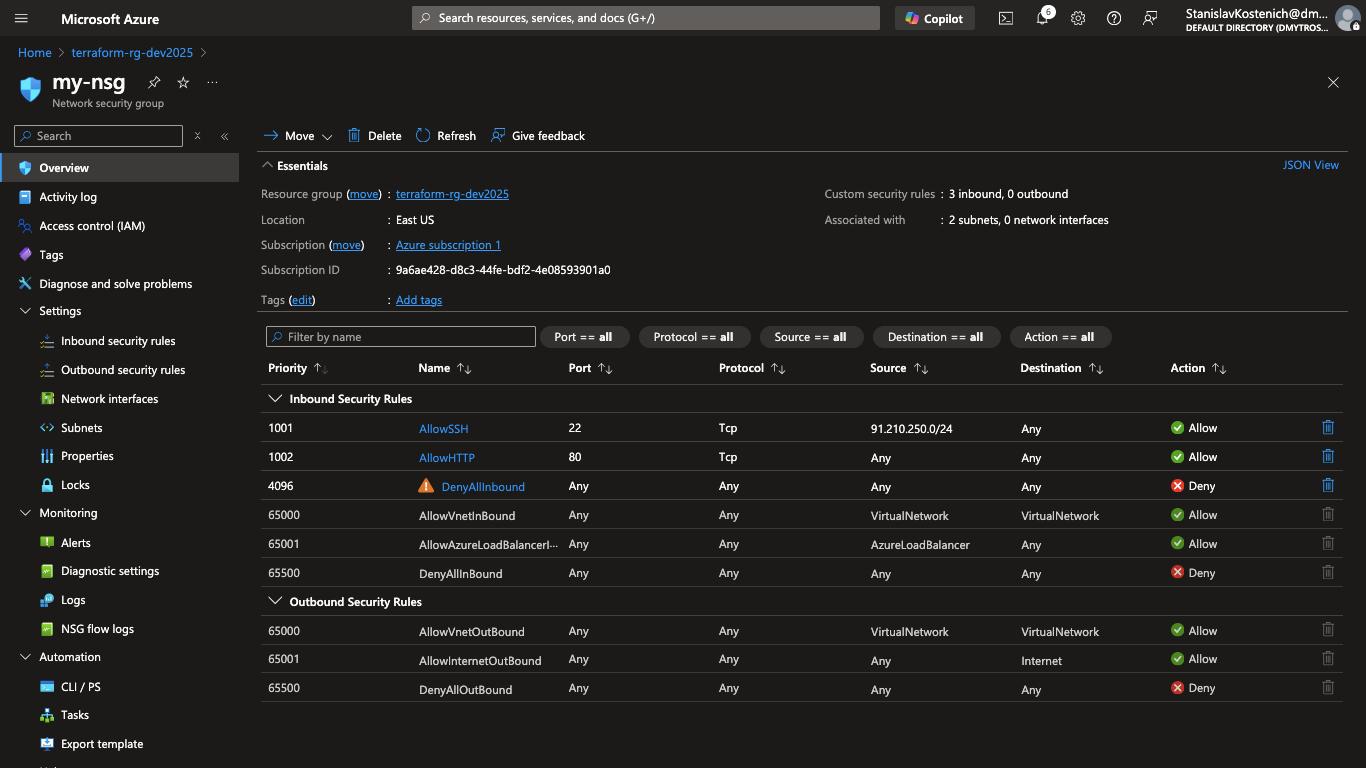 Microsoft Azure
Search resources, services, and docs (G+/)
Copilot
6
StanislavKostenich@dm...
DEFAULT DIRECTORY (DMYTROS...
Home > terraform-rg-dev2025 >
my-nsg
Network security group
Search
Overview
Activity log
Access control (IAM)
Tags
Diagnose and solve problems
Settings
Inbound security rules
Outbound security rules
Network interfaces
Subnets
Properties
Locks
Monitoring
Alerts
Diagnostic settings
Logs
NSG flow logs
Automation
CLI / PS
Tasks
Export template
Move Delete Refresh Give feedback
Essentials
JSON View
Resource group (move) : terraform-rg-dev2025
Location : East US
Subscription (move) : Azure subscription 1
Subscription ID : 9a6ae428-d8c3-44fe-bdf2-4e08593901a0
Tags (edit) : Add tags
Custom security rules : 3 inbound, 0 outbound
Associated with : 2 subnets, 0 network interfaces
Filter by name Port == all Protocol == all Source == all Destination == all Action == all
Priority Name Port Protocol Source Destination Action
Inbound Security Rules
1001 AllowSSH 22 Tcp 91.210.250.0/24 Any Allow
1002 AllowHTTP 80 Tcp Any Any Allow
4096 DenyAllInbound Any Any Any Any Deny
65000 AllowVnetInBound Any Any VirtualNetwork VirtualNetwork Allow
65001 AllowAzureLoadBalancerI... Any Any AzureLoadBalancer Any Allow
65500 DenyAllInBound Any Any Any Any Deny
Outbound Security Rules
65000 AllowVnetOutBound Any Any VirtualNetwork VirtualNetwork Allow
65001 AllowInternetOutBound Any Any Any Internet Allow
65500 DenyAllOutBound Any Any Any Any Deny